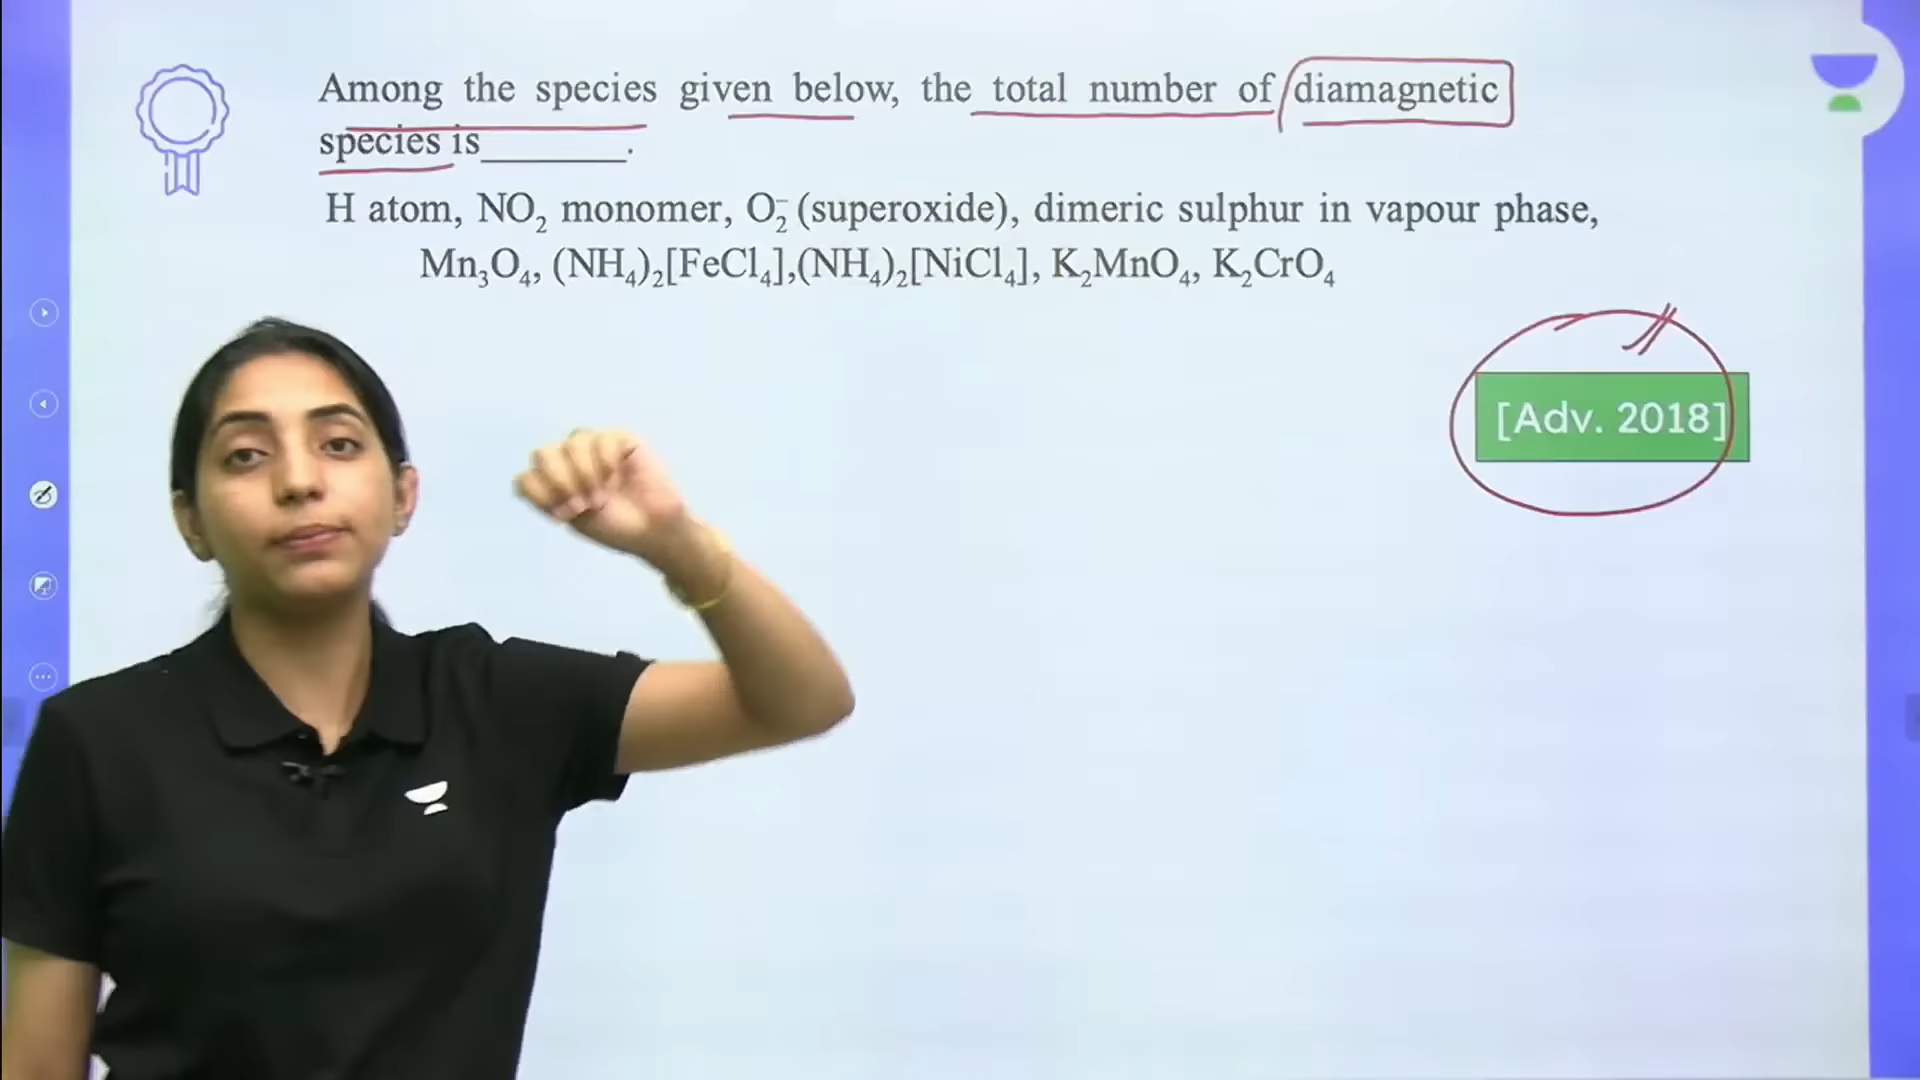 Among the species given below, the total number of diamagnetic
species is________.
H atom, NO₂ monomer, O₂⁻ (superoxide), dimeric sulphur in vapour phase,
Mn₃O₄, (NH₄)₂[FeCl₄],(NH₄)₂[NiCl₄], K₂MnO₄, K₂CrO₄
[Adv. 2018]